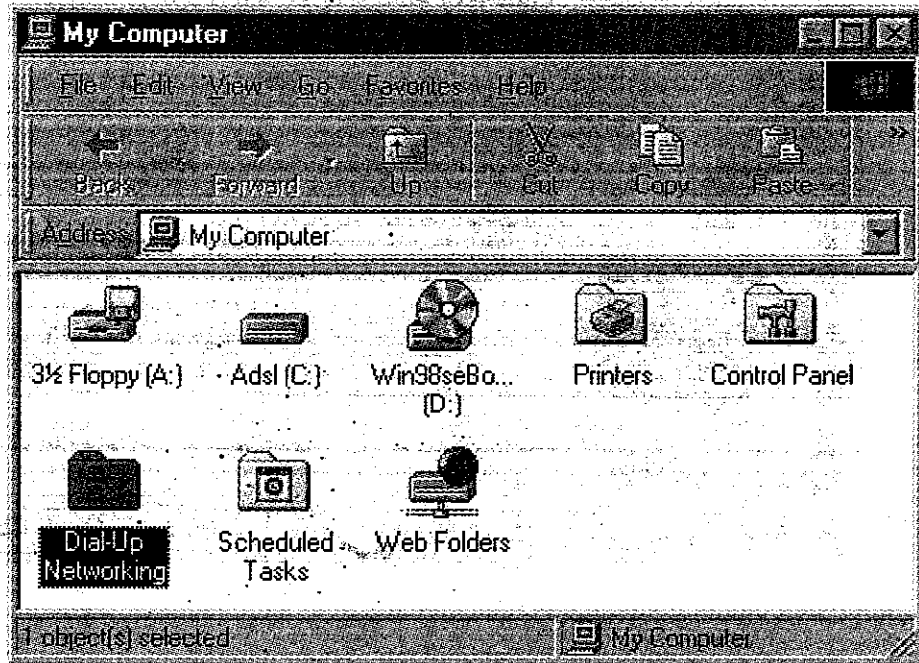 My Computer
File Edit View Go Favorites Help
Back Forward Up Cut Copy Paste »
Address My Computer
3½ Floppy (A:) Adsl (C:) Win98seBo... (D:) Printers Control Panel
Dial-Up Networking Scheduled Tasks Web Folders
1 object(s) selected My Computer